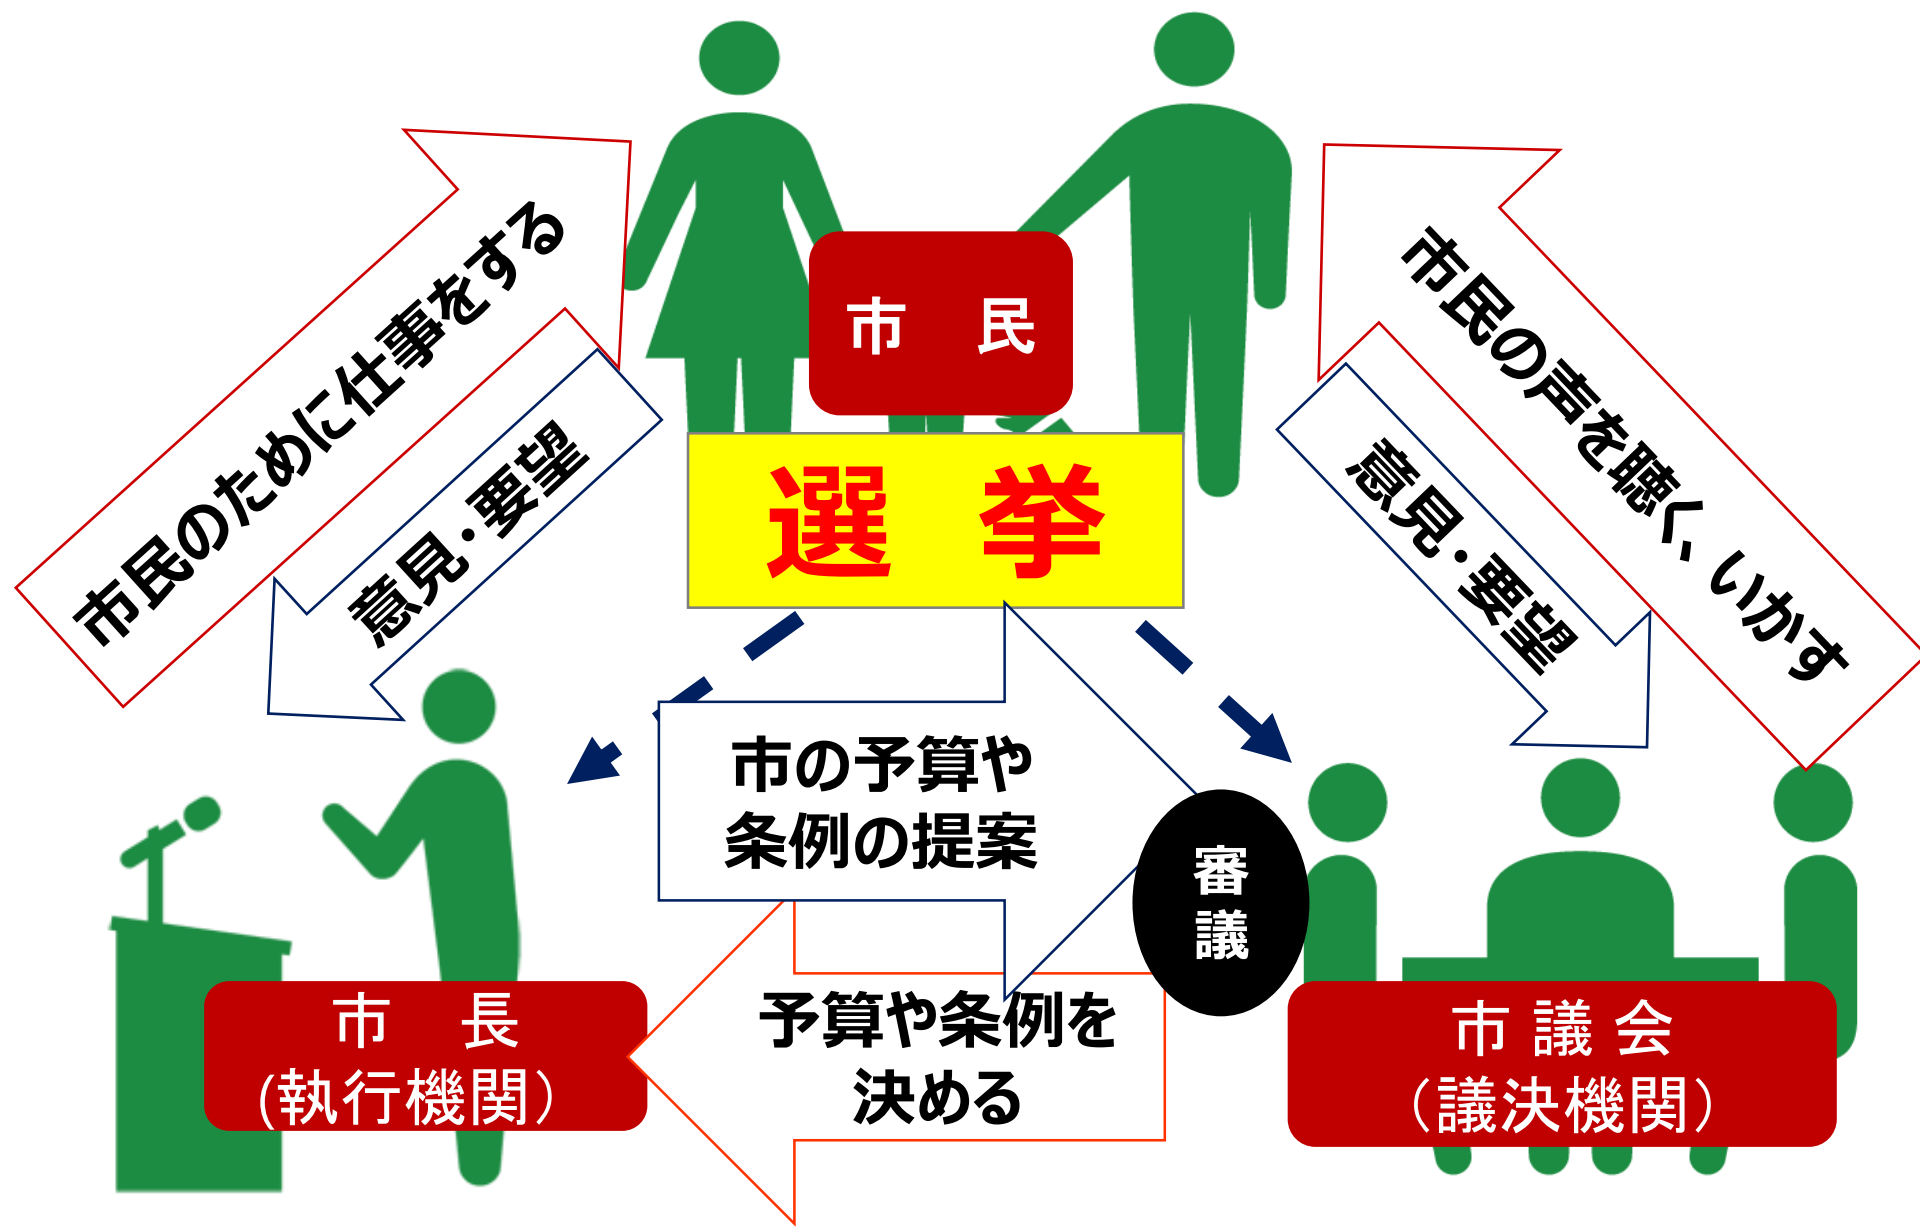 市　民
選　挙
市民のために仕事をする
意見・要望
市民の声を聴く、いかす
意見・要望
市の予算や
条例の提案
審
議
予算や条例を
決める
市　長
(執行機関）
市 議 会
（議決機関）